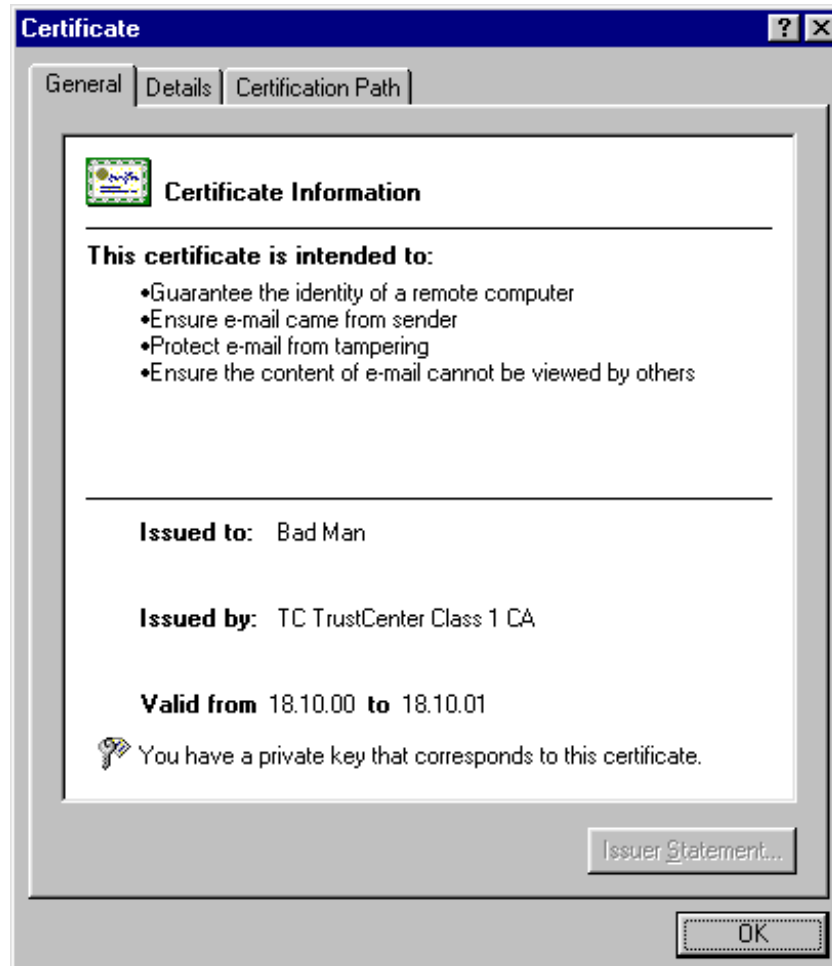 Certificate
General Details Certification Path
Certificate Information
This certificate is intended to:
•Guarantee the identity of a remote computer
•Ensure e-mail came from sender
•Protect e-mail from tampering
•Ensure the content of e-mail cannot be viewed by others
Issued to: Bad Man
Issued by: TC TrustCenter Class 1 CA
Valid from 18.10.00 to 18.10.01
You have a private key that corresponds to this certificate.
Issuer Statement...
OK